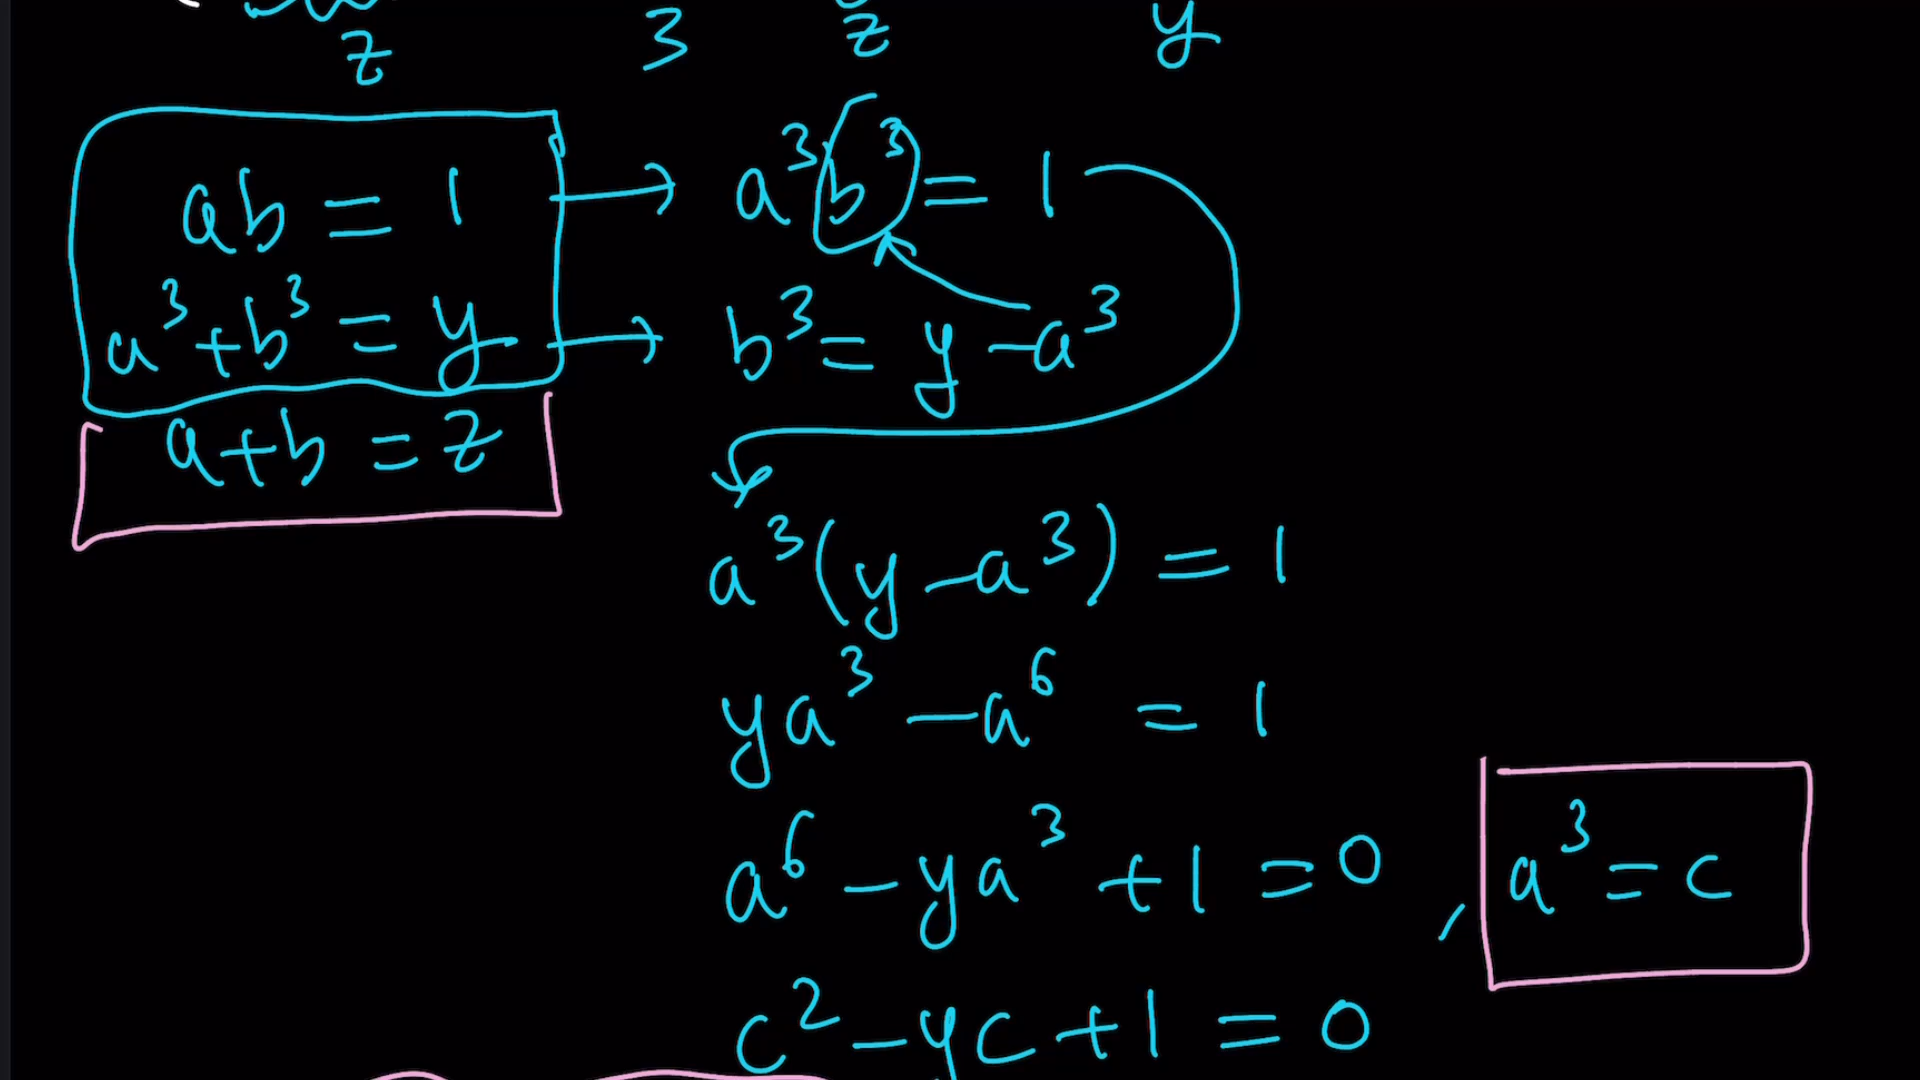 z 3 z y
ab = 1 → a³b³ = 1
a³+b³ = y → b³ = y −a³
a+b = z
a³(y−a³) = 1
ya³ −a⁶ = 1
a⁶ −ya³ +1 =0 , a³ = c
c² −yc+1 = 0